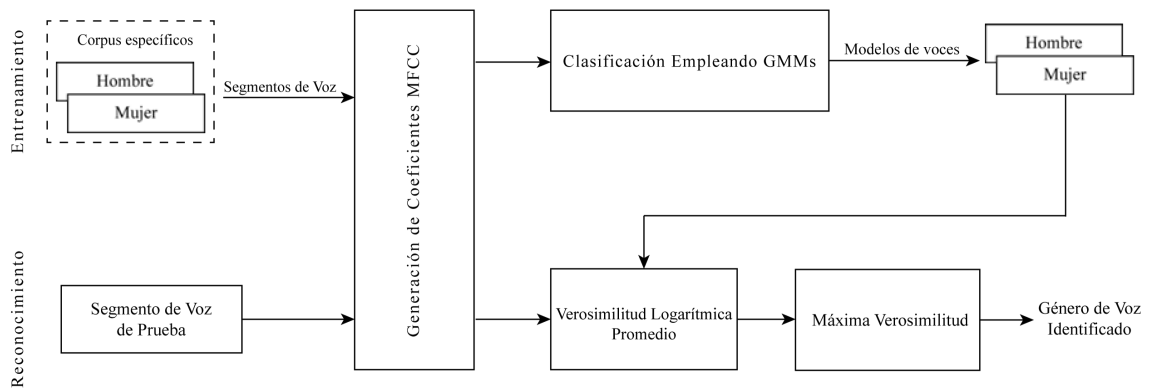 Entrenamiento
Corpus específicos
Hombre
Mujer
Segmentos de Voz
Generación de Coeficientes MFCC
Clasificación Empleando GMMs
Modelos de voces
Hombre
Mujer
Reconocimiento
Segmento de Voz
de Prueba
Verosimilitud Logarítmica
Promedio
Máxima Verosimilitud
Género de Voz
Identificado